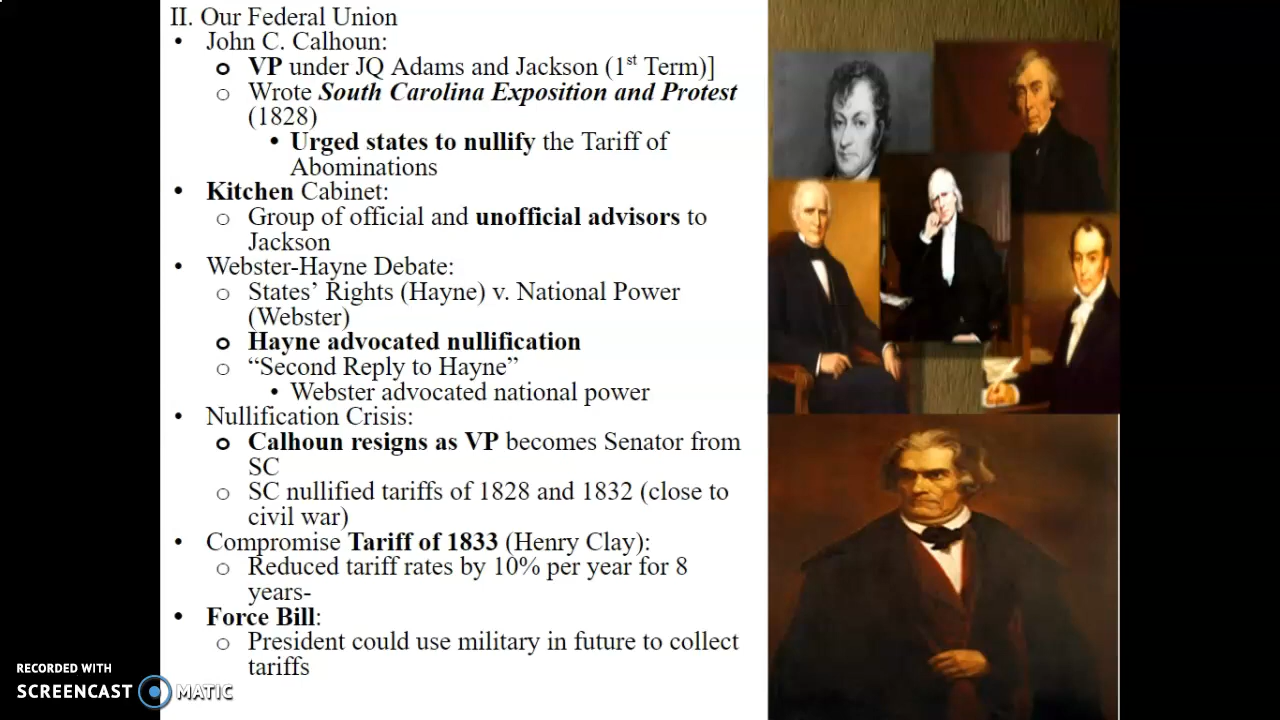 II. Our Federal Union
• John C. Calhoun:
o VP under JQ Adams and Jackson (1st Term)]
o Wrote South Carolina Exposition and Protest
(1828)
• Urged states to nullify the Tariff of
Abominations
• Kitchen Cabinet:
o Group of official and unofficial advisors to
Jackson
• Webster-Hayne Debate:
o States’ Rights (Hayne) v. National Power
(Webster)
o Hayne advocated nullification
o “Second Reply to Hayne”
• Webster advocated national power
• Nullification Crisis:
o Calhoun resigns as VP becomes Senator from
SC
o SC nullified tariffs of 1828 and 1832 (close to
civil war)
• Compromise Tariff of 1833 (Henry Clay):
o Reduced tariff rates by 10% per year for 8
years-
• Force Bill:
o President could use military in future to collect
tariffs
RECORDED WITH
SCREENCAST MATIC